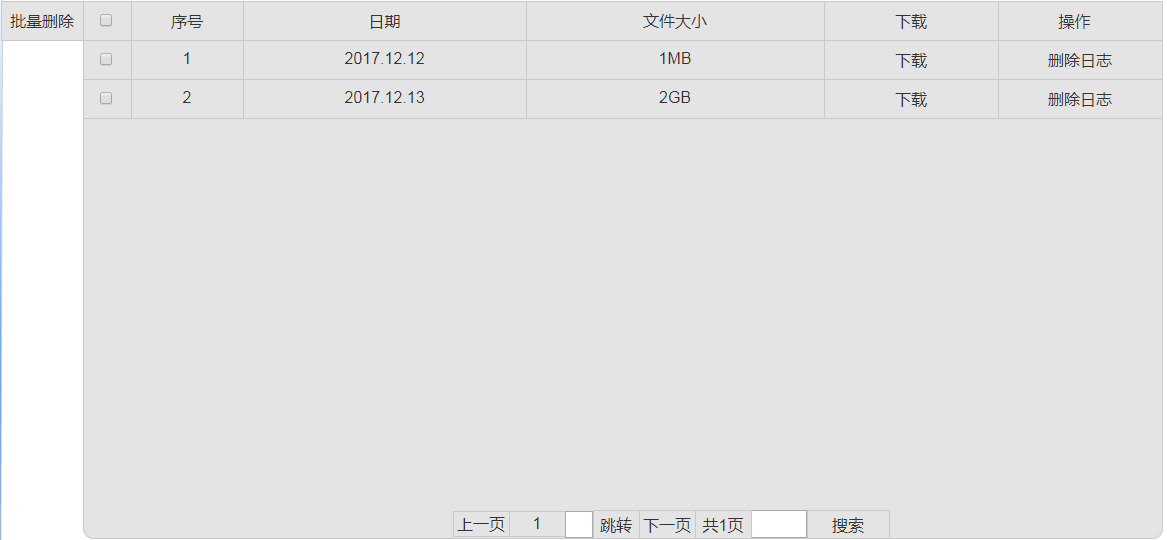 批量删除 序号 日期 文件大小 下载 操作
1 2017.12.12 1MB 下载 删除日志
2 2017.12.13 2GB 下载 删除日志
上一页 1 跳转 下一页 共1页 搜索